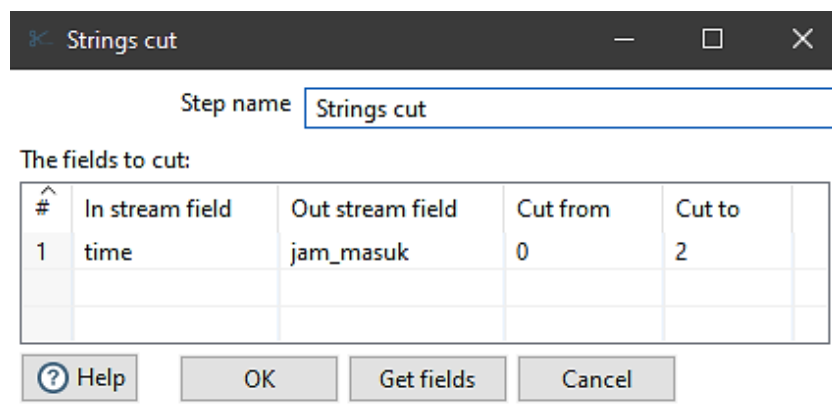 Strings cut
Step name Strings cut
The fields to cut:
# In stream field Out stream field Cut from Cut to
1 time jam_masuk 0 2
Help OK Get fields Cancel